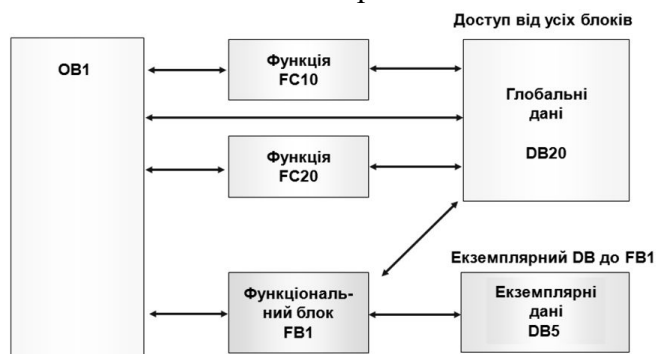 Доступ від усіх блоків
OB1
Функція
FC10
Глобальні
дані
DB20
Функція
FC20
Екземплярний DB до FB1
Функціональ-
ний блок
FB1
Екземплярні
дані
DB5